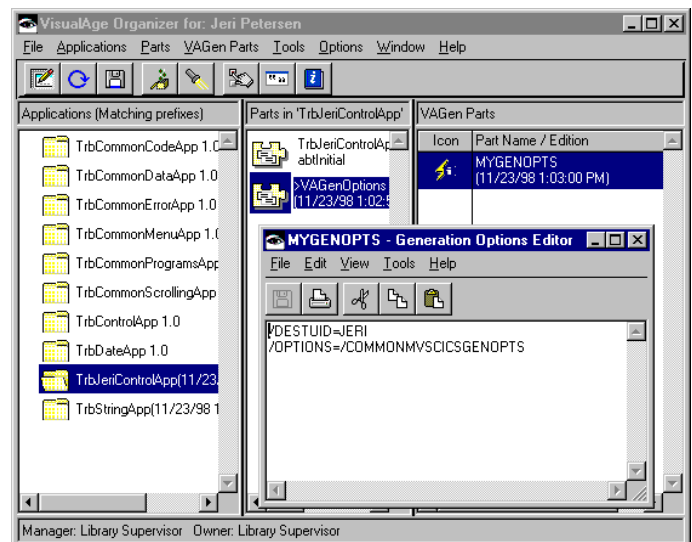 VisualAge Organizer for: Jeri Petersen
File Applications Parts VAGen Parts Tools Options Window Help
Applications (Matching prefixes)
Parts in 'TrbJeriControlApp'
VAGen Parts
TrbCommonCodeApp 1.0
TrbCommonDataApp 1.0
TrbCommonErrorApp 1.0
TrbCommonMenuApp 1.0
TrbCommonProgramsApp
TrbCommonScrollingApp
TrbControlApp 1.0
TrbDateApp 1.0
TrbJeriControlApp(11/23.
TrbStringApp(11/23/98 1
TrbJeriControlAp
abtInitial
>VAGenOptions
(11/23/98 1:02:5
Icon Part Name / Edition
MYGENOPTS
(11/23/98 1:03:00 PM)
MYGENOPTS - Generation Options Editor
File Edit View Tools Help
/DESTUID=JERI
/OPTIONS=/COMMONMVSCICSGENOPTS
Manager: Library Supervisor Owner: Library Supervisor